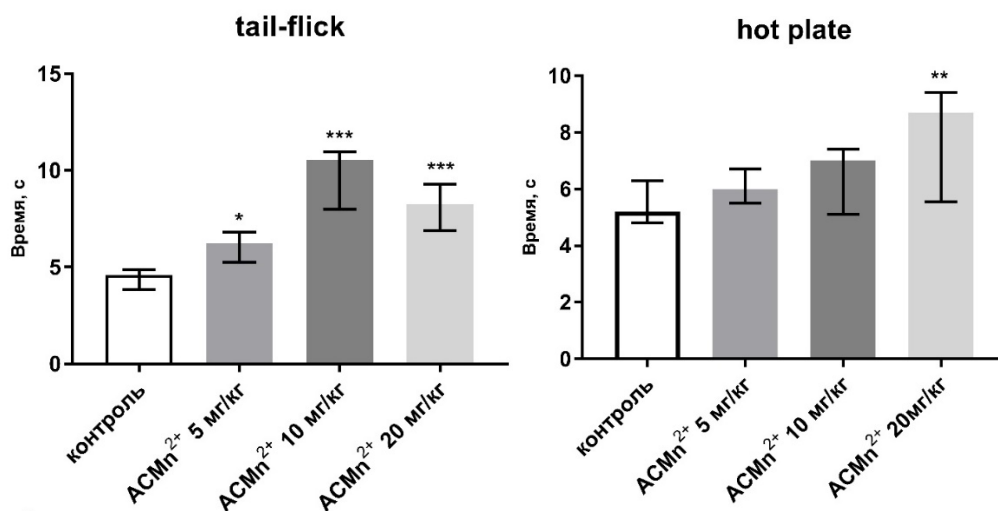 tail-flick
Время, с
15
10
5
0
*
***
***
контроль
ACMn²⁺ 5 мг/кг
ACMn²⁺ 10 мг/кг
ACMn²⁺ 20 мг/кг
hot plate
Время, с
10
8
6
4
2
0
**
контроль
ACMn²⁺ 5 мг/кг
ACMn²⁺ 10 мг/кг
ACMn²⁺ 20мг/кг